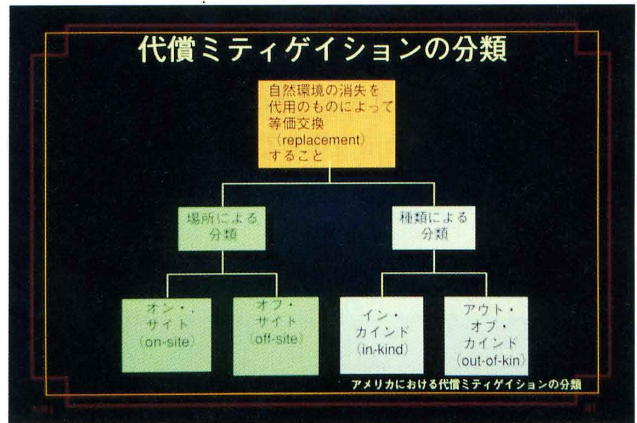 代償ミティゲイションの分類
自然環境の消失を
代用のものによって
等価交換
(replacement)
すること
場所による
分類
種類による
分類
オン・
サイト
(on-site)
オフ・
サイト
(off-site)
イン・
カインド
(in-kind)
アウト・
オブ・
カインド
(out-of-kin)
アメリカにおける代償ミティゲイションの分類